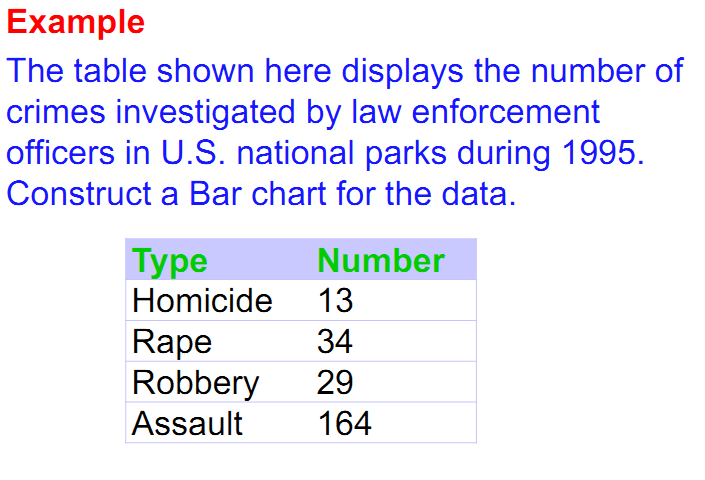 Example
The table shown here displays the number of
crimes investigated by law enforcement
officers in U.S. national parks during 1995.
Construct a Bar chart for the data.
Type Number
Homicide 13
Rape 34
Robbery 29
Assault 164